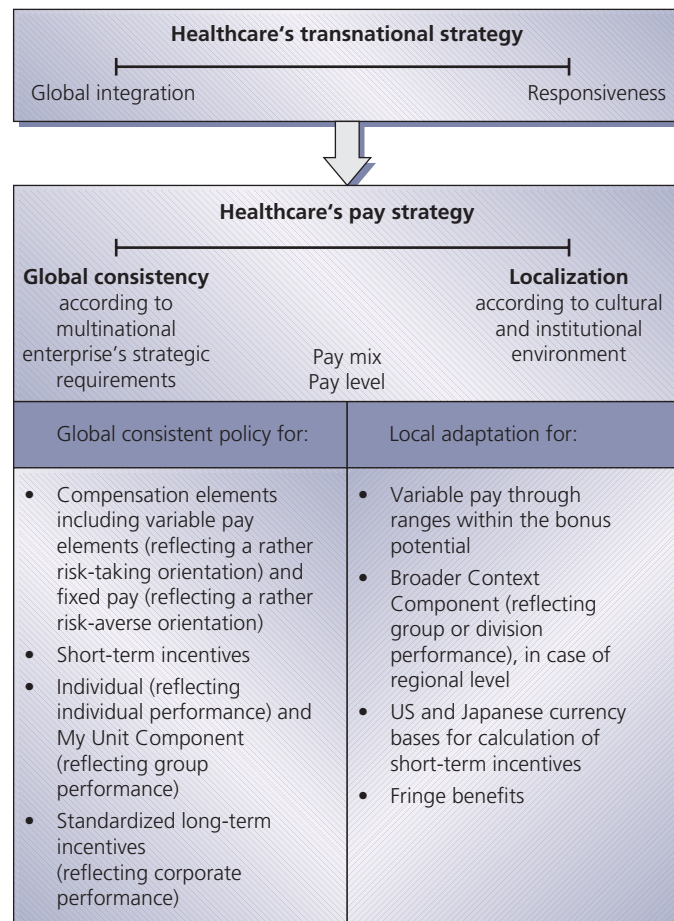 Healthcare‘s transnational strategy
Global integration
Responsiveness
Healthcare‘s pay strategy
Global consistency
according to
multinational
enterprise’s strategic
requirements
Localization
according to cultural
and institutional
environment
Pay mix
Pay level
Global consistent policy for:
• Compensation elements
including variable pay
elements (reflecting a rather
risk-taking orientation) and
fixed pay (reflecting a rather
risk-averse orientation)
• Short-term incentives
• Individual (reflecting
individual performance) and
My Unit Component
(reflecting group
performance)
• Standardized long-term
incentives
(reflecting corporate
performance)
Local adaptation for:
• Variable pay through
ranges within the bonus
potential
• Broader Context
Component (reflecting
group or division
performance), in case of
regional level
• US and Japanese currency
bases for calculation of
short-term incentives
• Fringe benefits